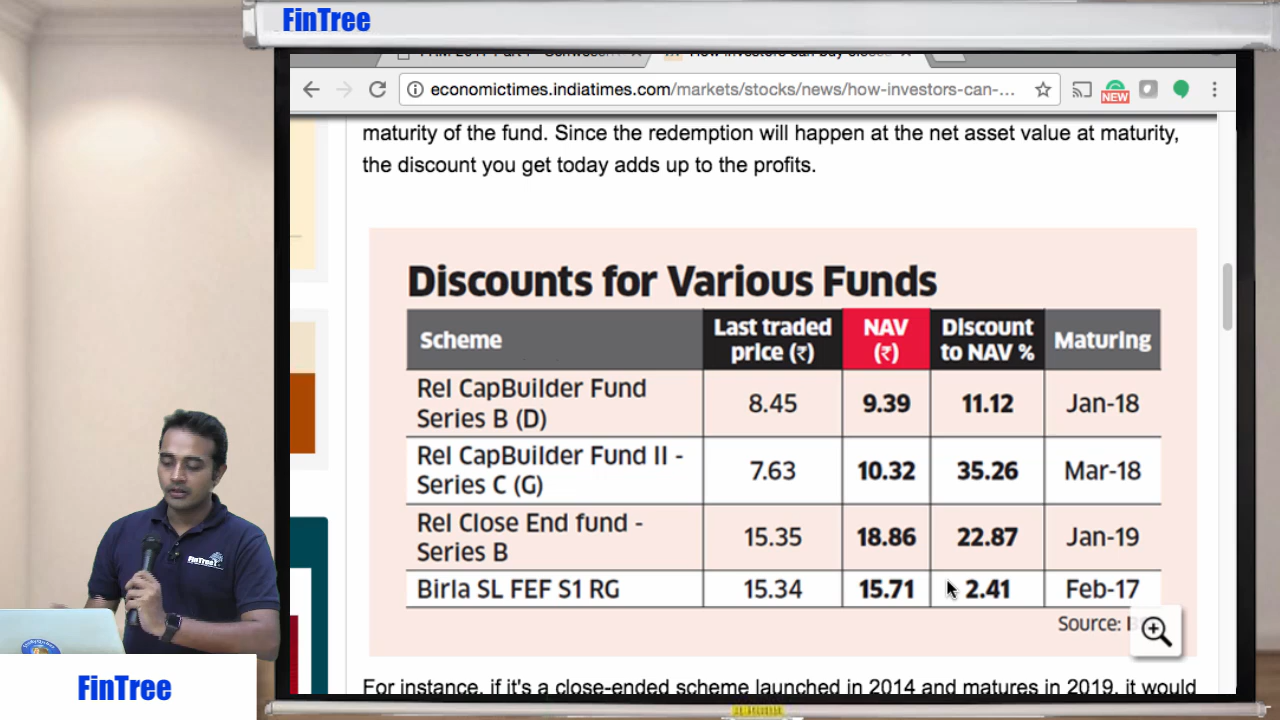 FinTree
How investors can buy close
economictimes.indiatimes.com/markets/stocks/news/how-investors-can-...
NEW
maturity of the fund. Since the redemption will happen at the net asset value at maturity,
the discount you get today adds up to the profits.
Discounts for Various Funds
Scheme
Last traded price (₹)
NAV (₹)
Discount to NAV %
Maturing
Rel CapBuilder Fund Series B (D)
8.45
9.39
11.12
Jan-18
Rel CapBuilder Fund II - Series C (G)
7.63
10.32
35.26
Mar-18
Rel Close End fund - Series B
15.35
18.86
22.87
Jan-19
Birla SL FEF S1 RG
15.34
15.71
2.41
Feb-17
Source:
For instance, if it's a close-ended scheme launched in 2014 and matures in 2019, it would
FinTree
FinTree